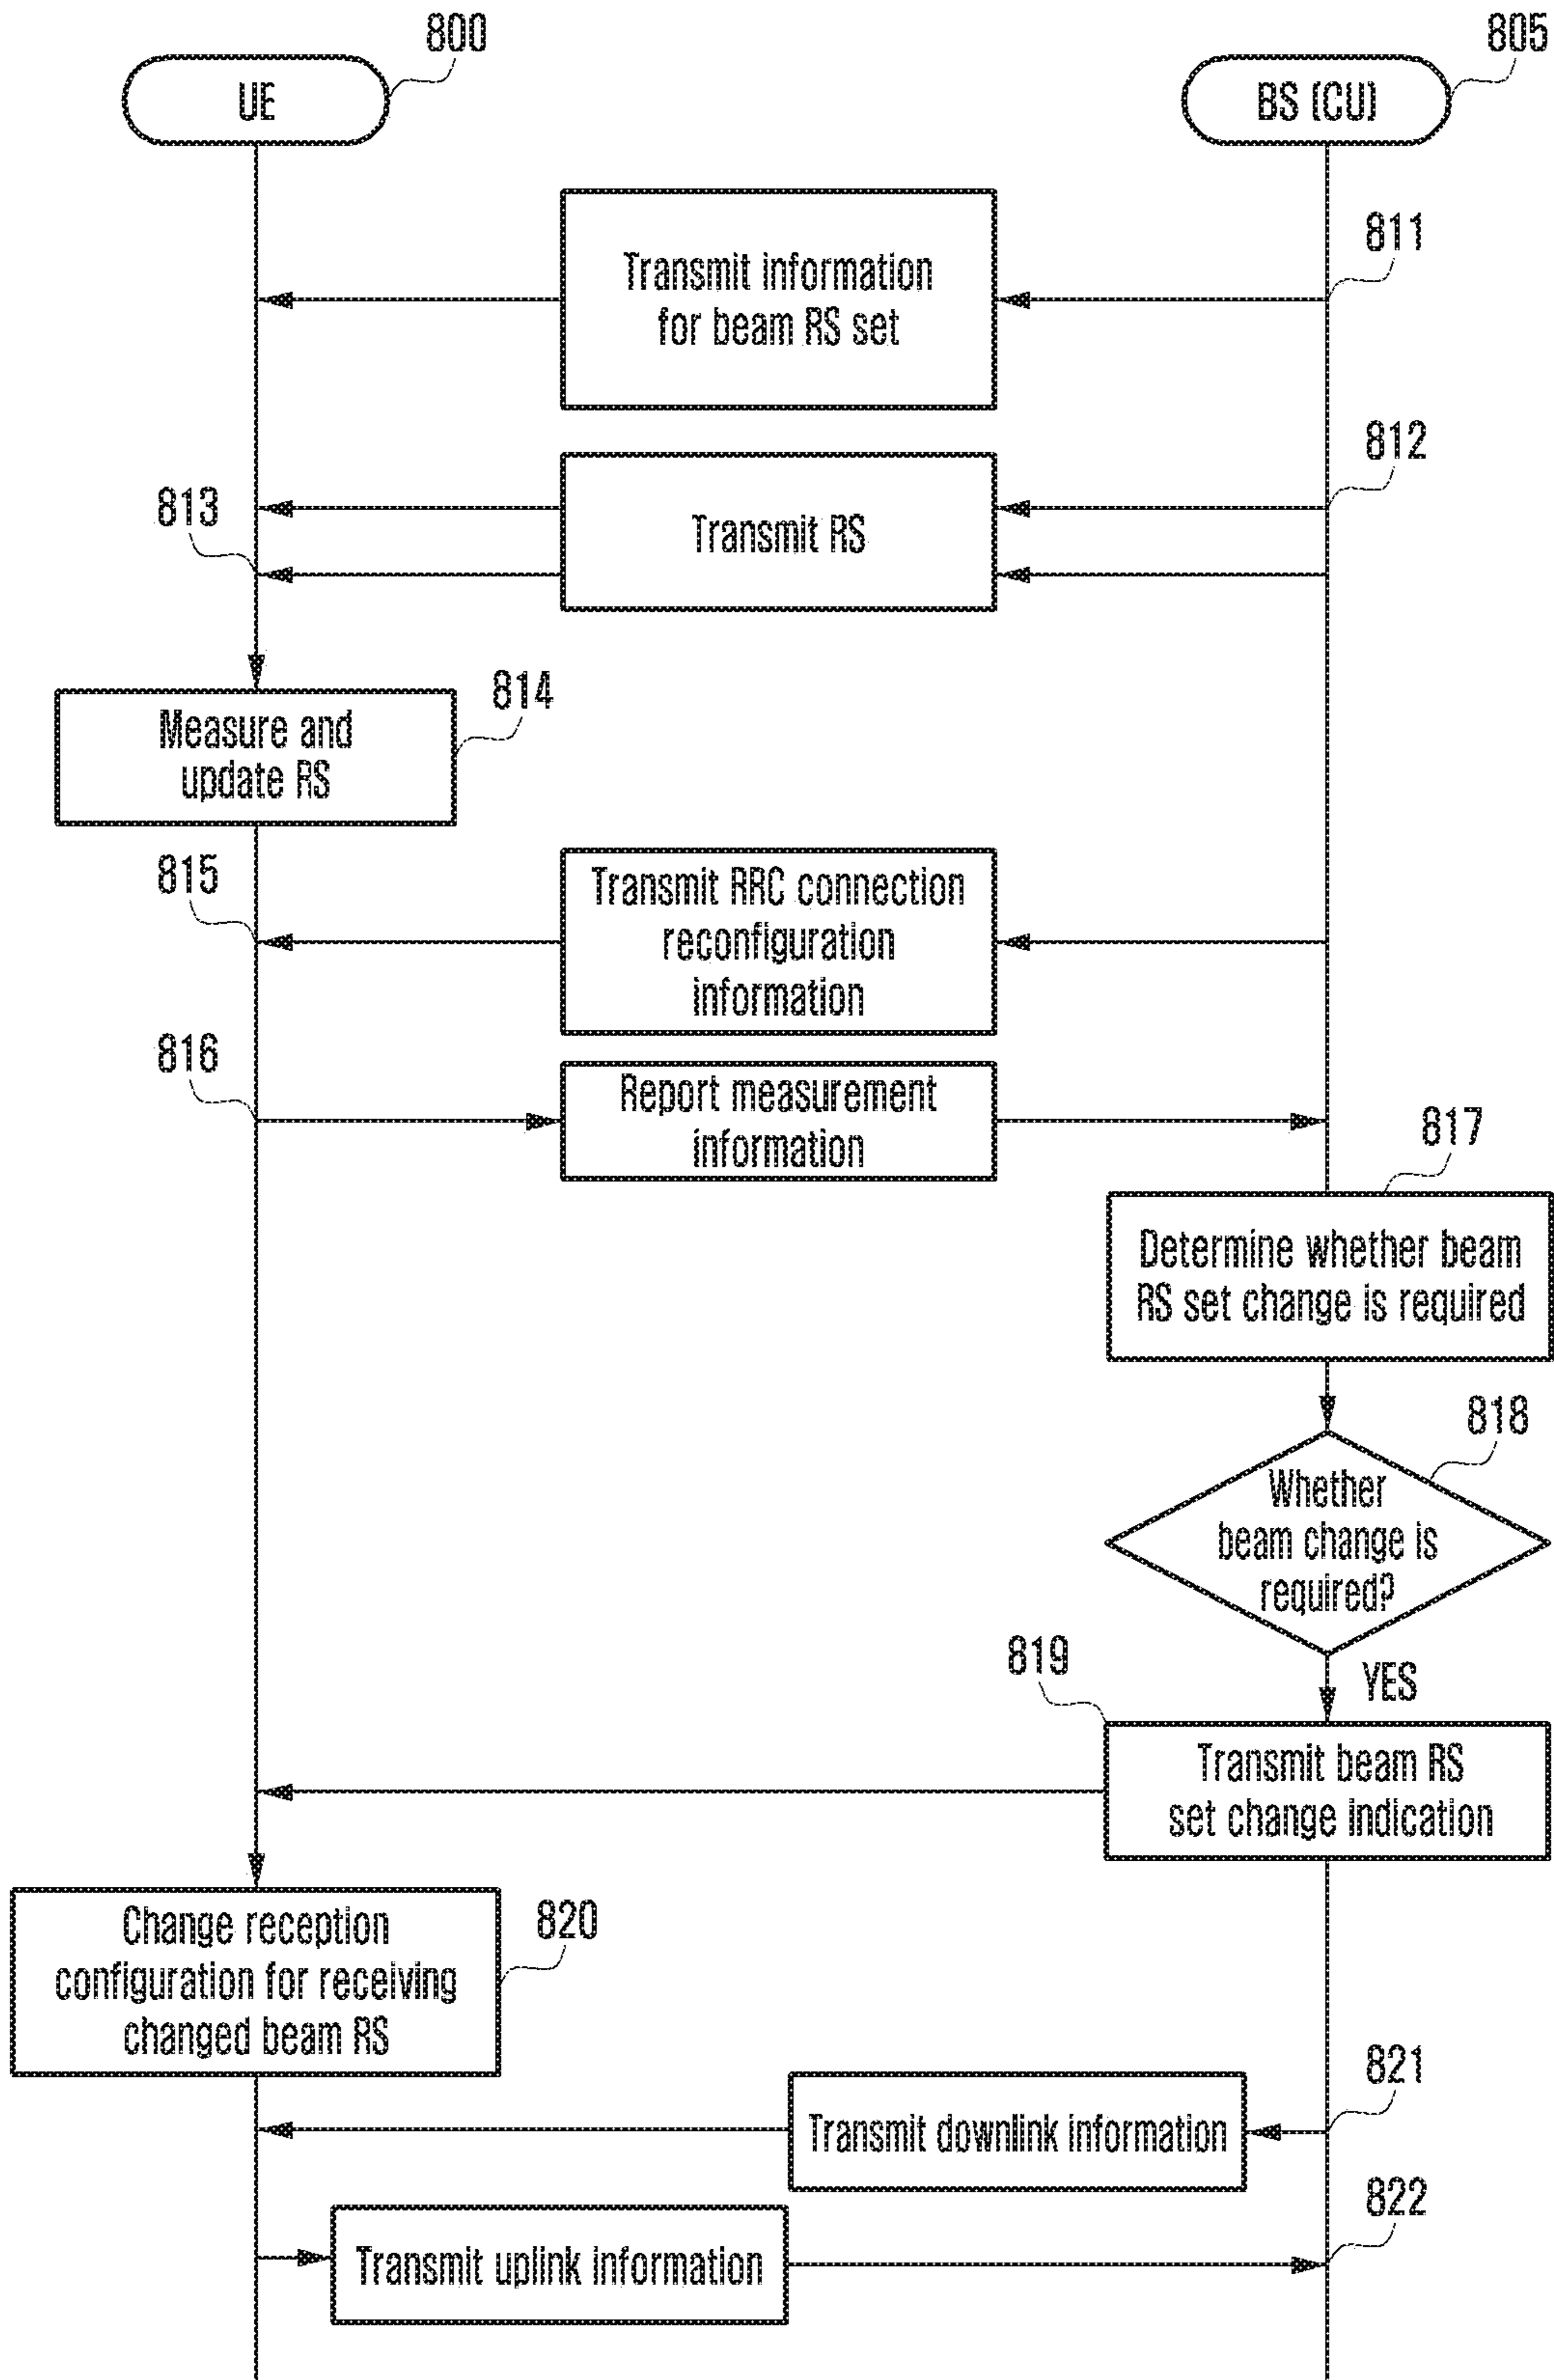 800
805
UE
BS (CU)
811
Transmit information
for beam RS set
812
813
Transmit RS
814
Measure and
update RS
815
Transmit RRC connection
reconfiguration
information
816
Report measurement
information
817
Determine whether beam
RS set change is required
818
Whether
beam change is
required?
819
YES
Transmit beam RS
set change indication
820
Change reception
configuration for receiving
changed beam RS
821
Transmit downlink information
822
Transmit uplink information